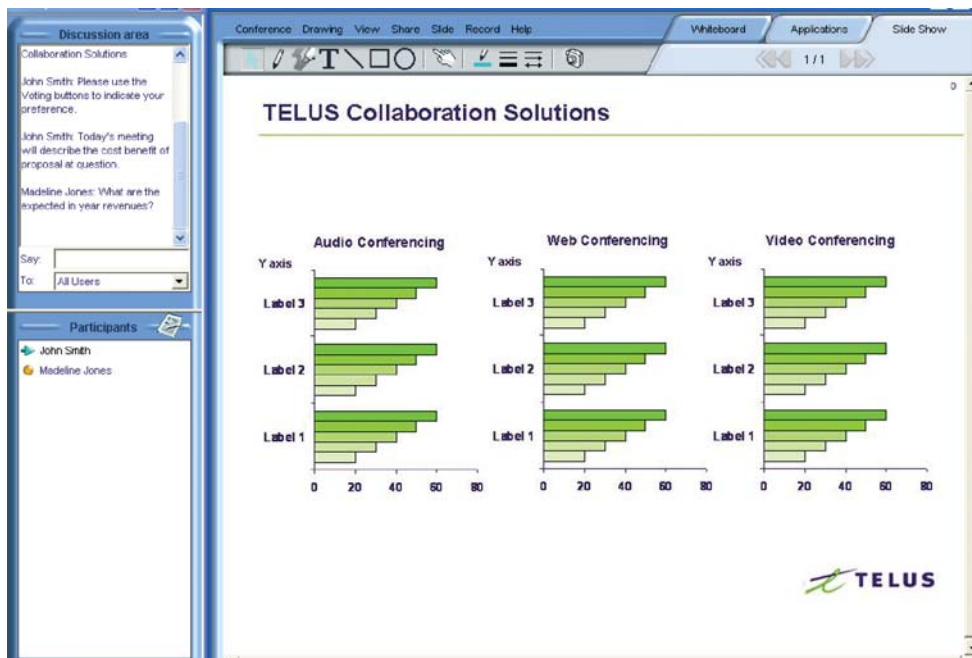 Discussion area
Collaboration Solutions
John Smith: Please use the
Voting buttons to indicate your
preference.
John Smith: Today's meeting
will describe the cost benefit of
proposal at question.
Madeline Jones: What are the
expected in year revenues?
Say:
To: All Users
Participants
John Smith
Madeline Jones
Conference Drawing View Share Slide Record Help
Whiteboard Applications Side Show
T
1/1
0
TELUS Collaboration Solutions
Audio Conferencing
Y axis
Label 3
Label 2
Label 1
0 20 40 60 80
Web Conferencing
Y axis
Label 3
Label 2
Label 1
0 20 40 60 80
Video Conferencing
Y axis
Label 3
Label 2
Label 1
0 20 40 60 80
TELUS